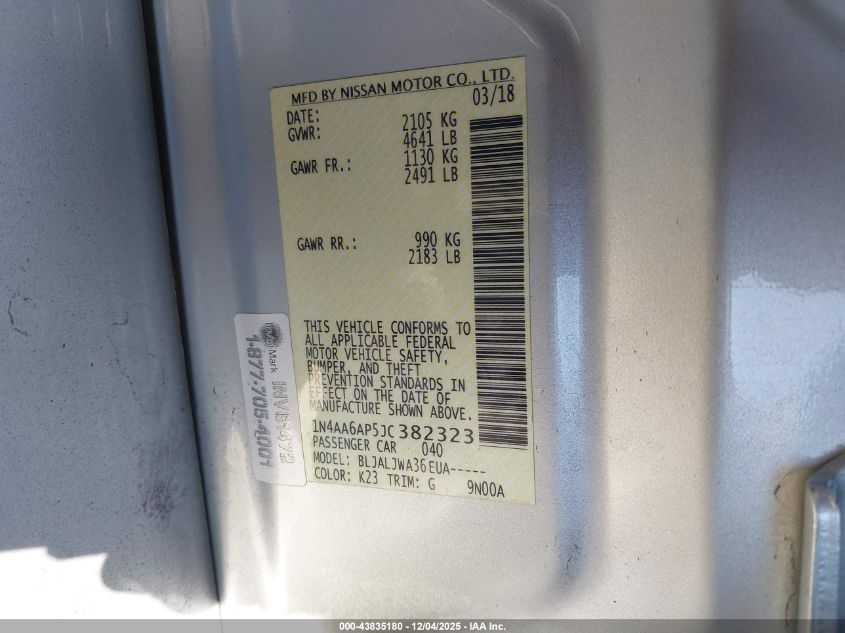 MFD BY NISSAN MOTOR CO., LTD.
DATE: 03/18
GVWR: 2105 KG
4641 LB
GAWR FR.: 1130 KG
2491 LB
GAWR RR.: 990 KG
2183 LB
THIS VEHICLE CONFORMS TO
ALL APPLICABLE FEDERAL
MOTOR VEHICLE SAFETY,
BUMPER, AND THEFT
PREVENTION STANDARDS IN
EFFECT ON THE DATE OF
MANUFACTURE SHOWN ABOVE.
1N4AA6AP5JC382323
PASSENGER CAR 040
MODEL: BLJALJWA36EUA-----
COLOR: K23 TRIM: G 9N00A
1-877-705-4001
INVB1472
000-43835180 - 12/04/2025 - IAA Inc.